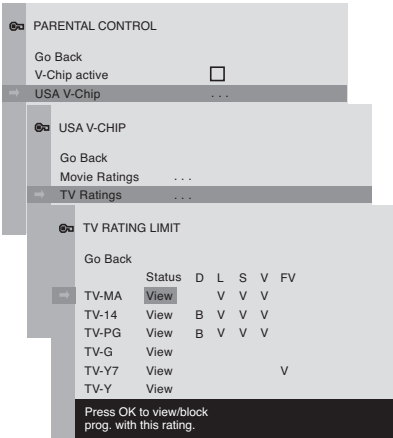 PARENTAL CONTROL
Go Back
V-Chip active
USA V-Chip ...
USA V-CHIP
Go Back
Movie Ratings ...
TV Ratings ...
TV RATING LIMIT
Go Back
Status D L S V FV
TV-MA View V V V
TV-14 View B V V V
TV-PG View B V V V
TV-G View
TV-Y7 View V
TV-Y View
Press OK to view/block
prog. with this rating.